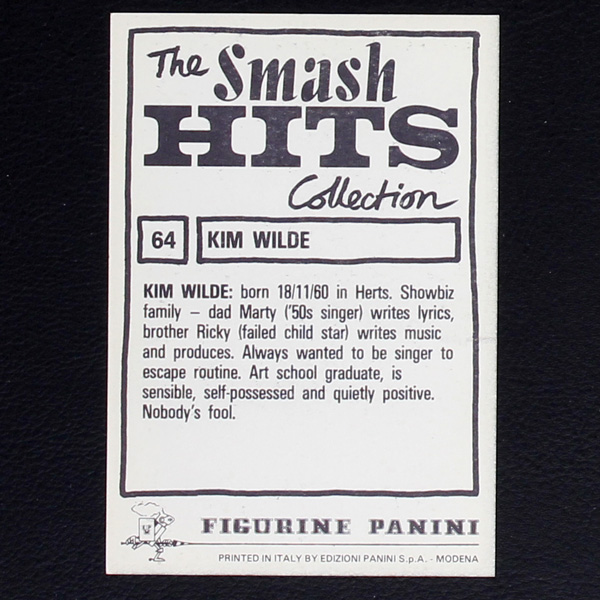 The Smash
HITS
Collection
64 KIM WILDE
KIM WILDE: born 18/11/60 in Herts. Showbiz
family – dad Marty ('50s singer) writes lyrics,
brother Ricky (failed child star) writes music
and produces. Always wanted to be singer to
escape routine. Art school graduate, is
sensible, self-possessed and quietly positive.
Nobody's fool.
FIGURINE PANINI
PRINTED IN ITALY BY EDIZIONI PANINI S.p.A. - MODENA